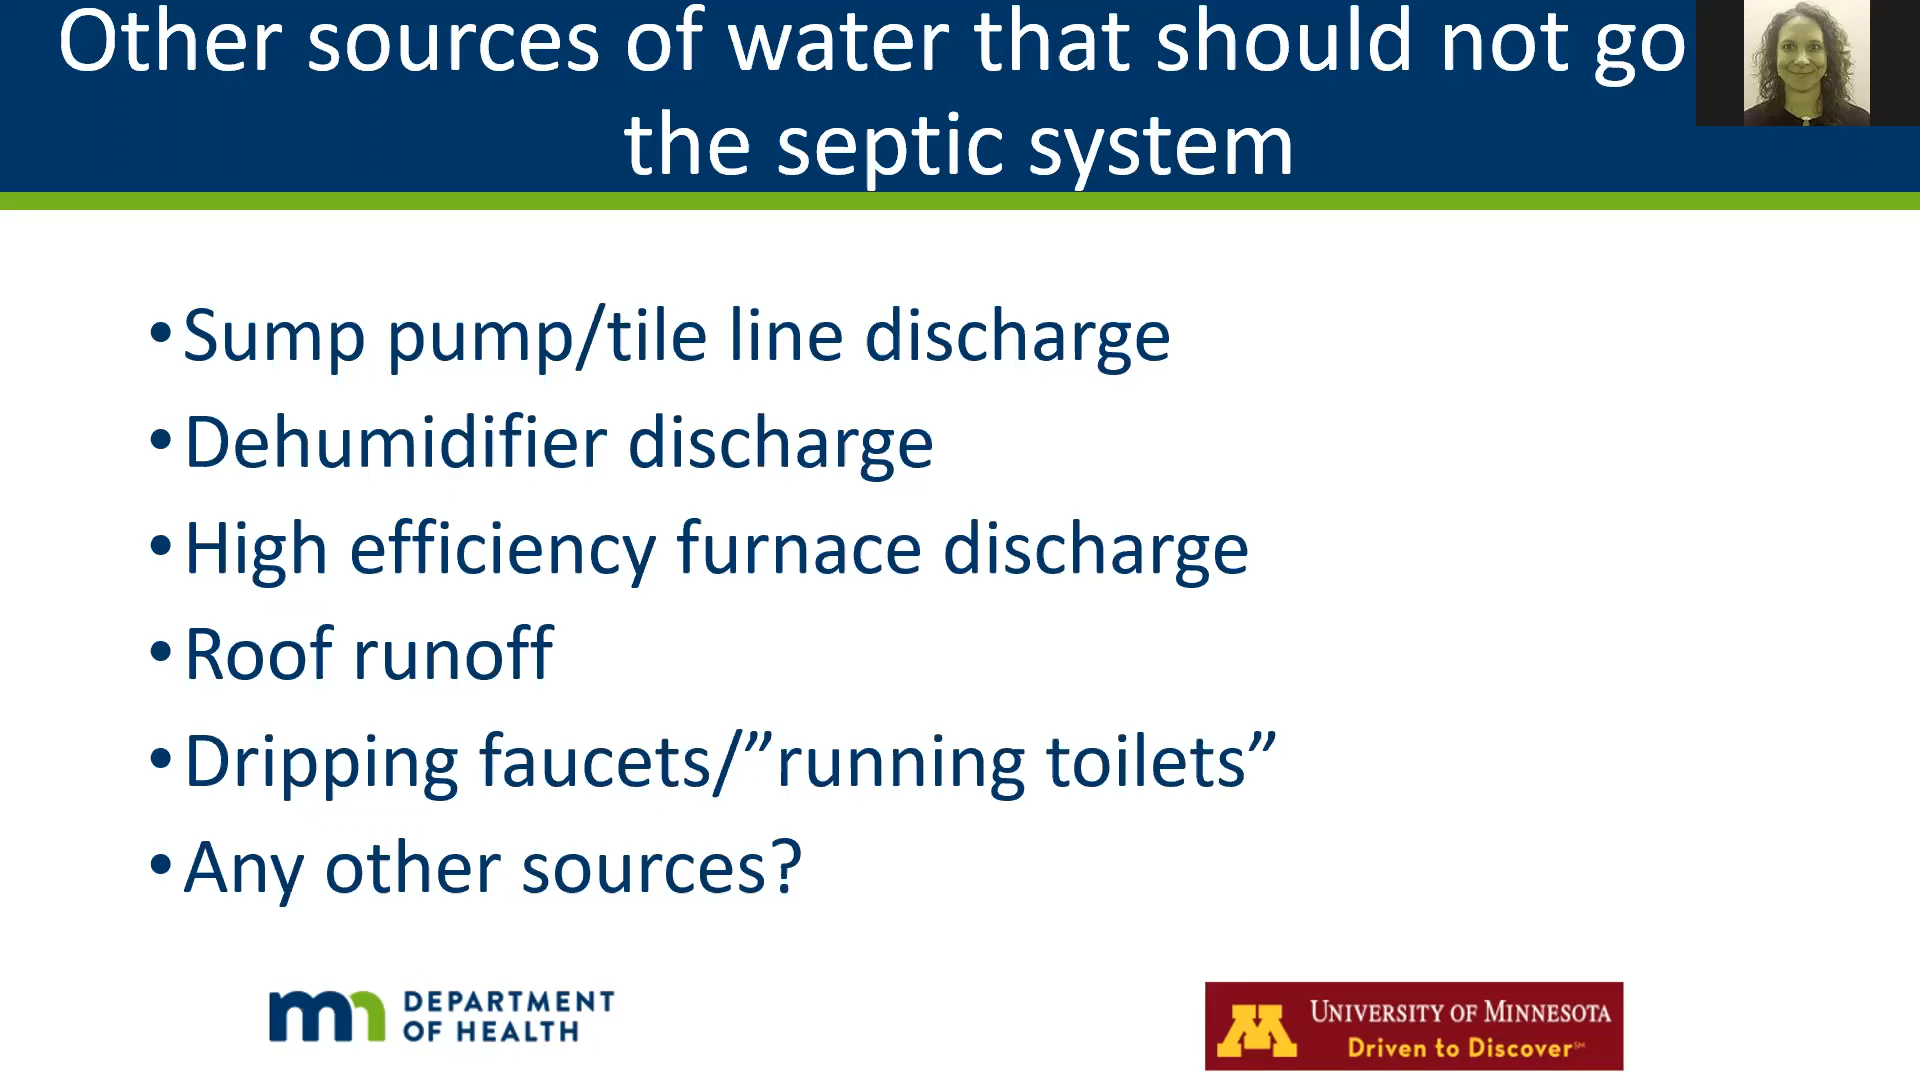 Other sources of water that should not go
the septic system
•Sump pump/tile line discharge
•Dehumidifier discharge
•High efficiency furnace discharge
•Roof runoff
•Dripping faucets/”running toilets”
•Any other sources?
mn DEPARTMENT
OF HEALTH
M UNIVERSITY OF MINNESOTA
Driven to Discover℠